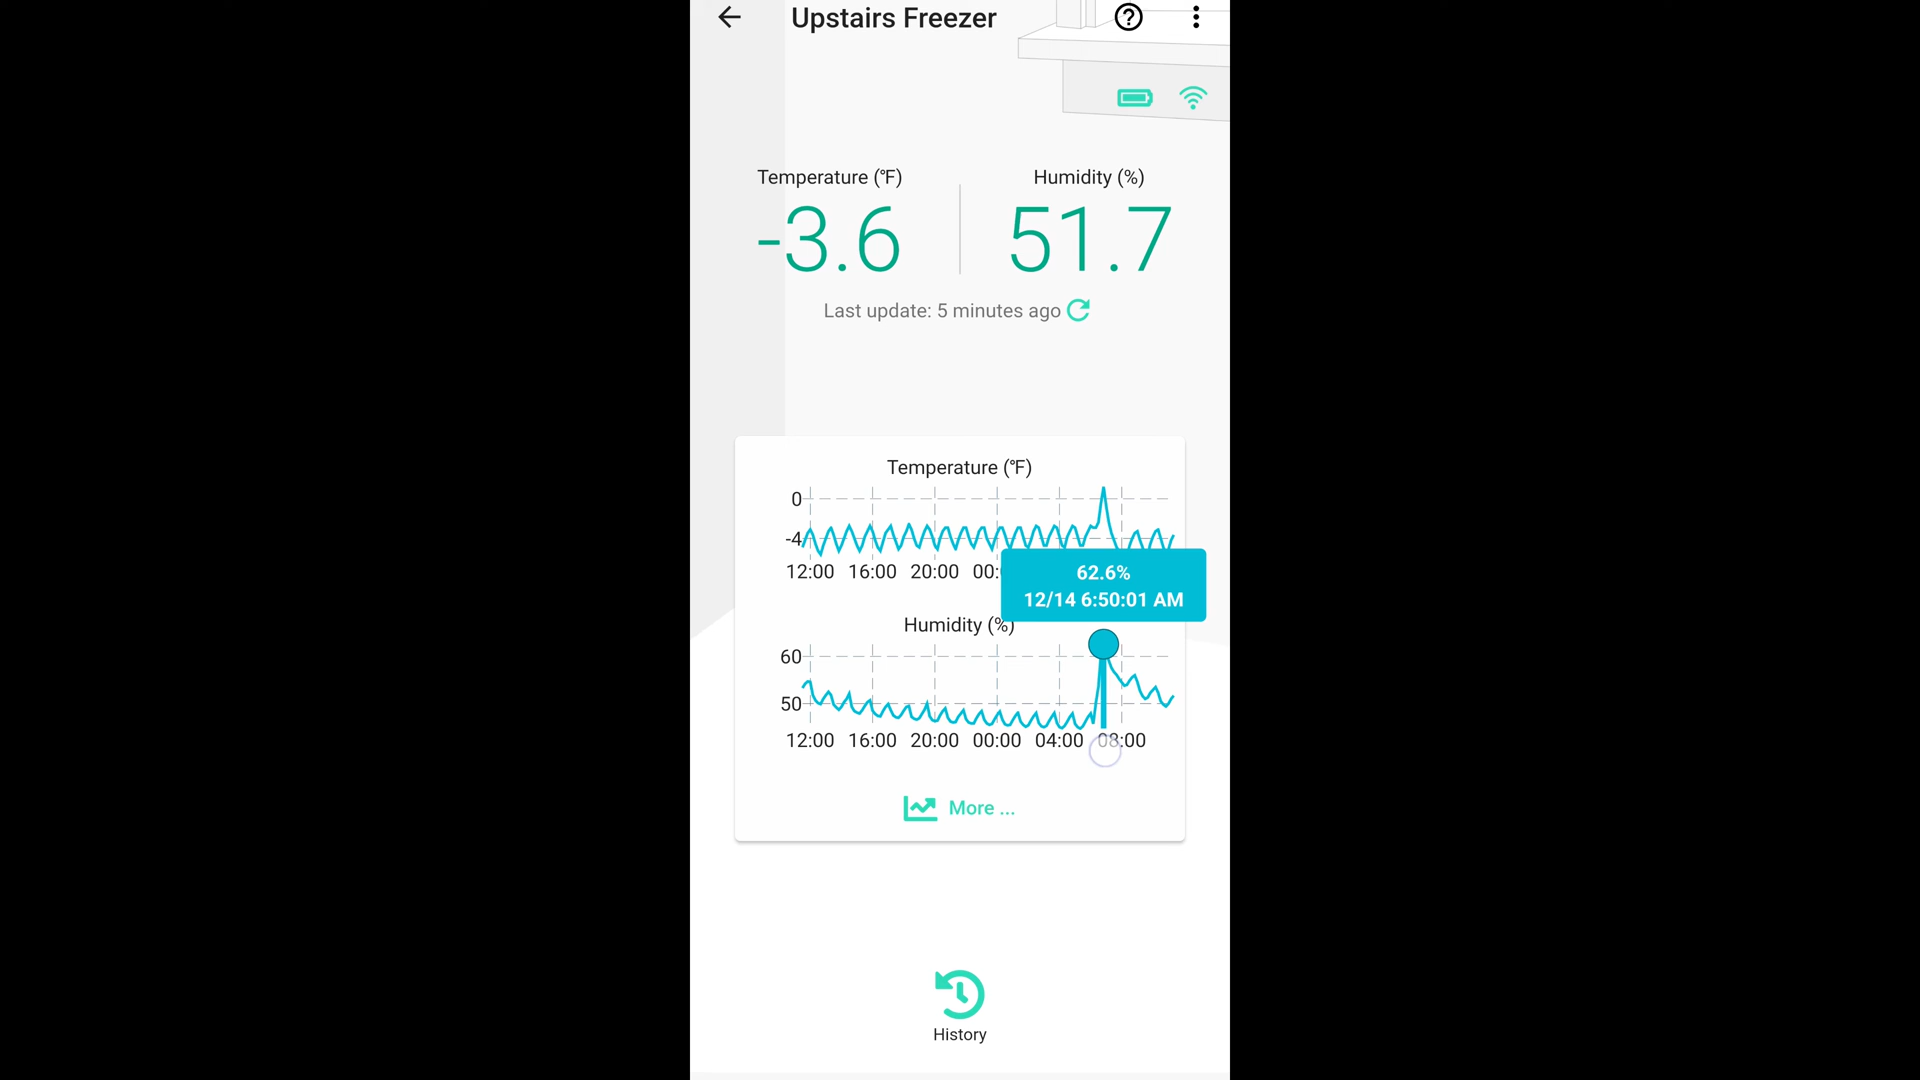 Upstairs Freezer
Temperature (°F)
Humidity (%)
-3.6
51.7
Last update: 5 minutes ago
Temperature (°F)
0
-4
12:00 16:00 20:00 00:
62.6%
12/14 6:50:01 AM
Humidity (%)
60
50
12:00 16:00 20:00 00:00 04:00 08:00
More ...
History